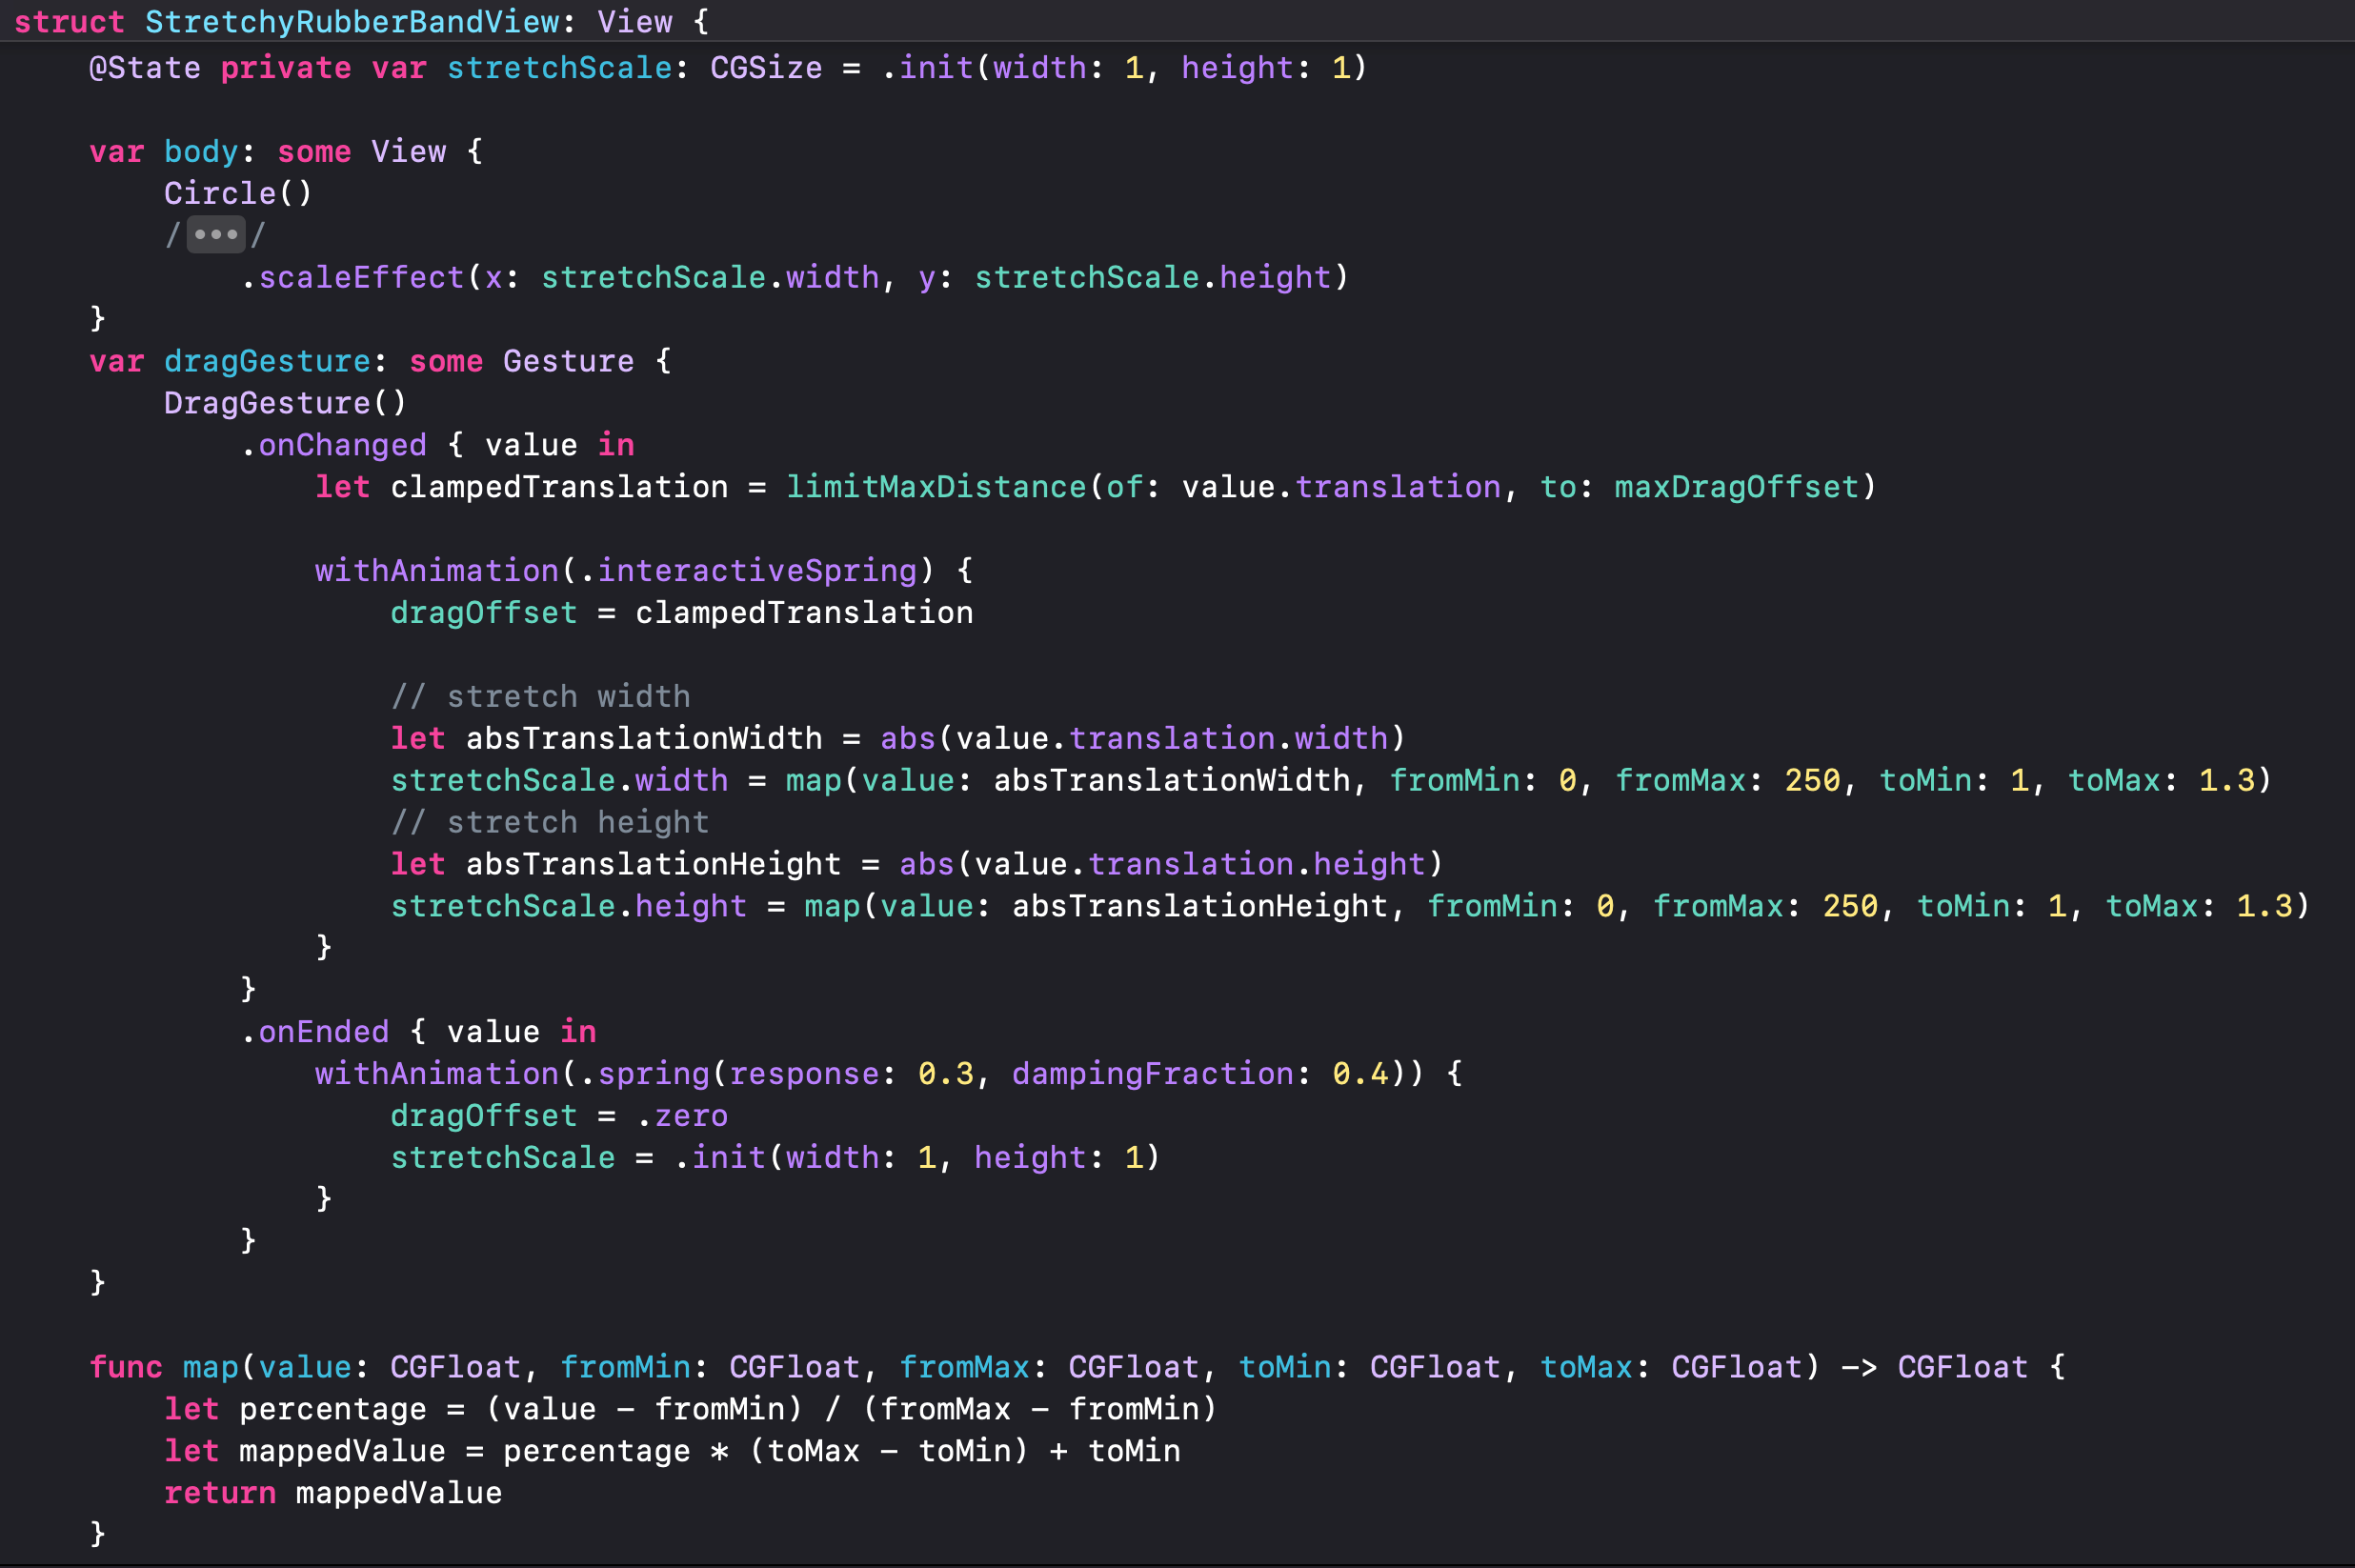 struct StretchyRubberBandView: View {
@State private var stretchScale: CGSize = .init(width: 1, height: 1)
var body: some View {
Circle()
/•••/
.scaleEffect(x: stretchScale.width, y: stretchScale.height)
}
var dragGesture: some Gesture {
DragGesture()
.onChanged { value in
let clampedTranslation = limitMaxDistance(of: value.translation, to: maxDragOffset)
withAnimation(.interactiveSpring) {
dragOffset = clampedTranslation
// stretch width
let absTranslationWidth = abs(value.translation.width)
stretchScale.width = map(value: absTranslationWidth, fromMin: 0, fromMax: 250, toMin: 1, toMax: 1.3)
// stretch height
let absTranslationHeight = abs(value.translation.height)
stretchScale.height = map(value: absTranslationHeight, fromMin: 0, fromMax: 250, toMin: 1, toMax: 1.3)
}
}
.onEnded { value in
withAnimation(.spring(response: 0.3, dampingFraction: 0.4)) {
dragOffset = .zero
stretchScale = .init(width: 1, height: 1)
}
}
}
func map(value: CGFloat, fromMin: CGFloat, fromMax: CGFloat, toMin: CGFloat, toMax: CGFloat) -> CGFloat {
let percentage = (value - fromMin) / (fromMax - fromMin)
let mappedValue = percentage * (toMax - toMin) + toMin
return mappedValue
}